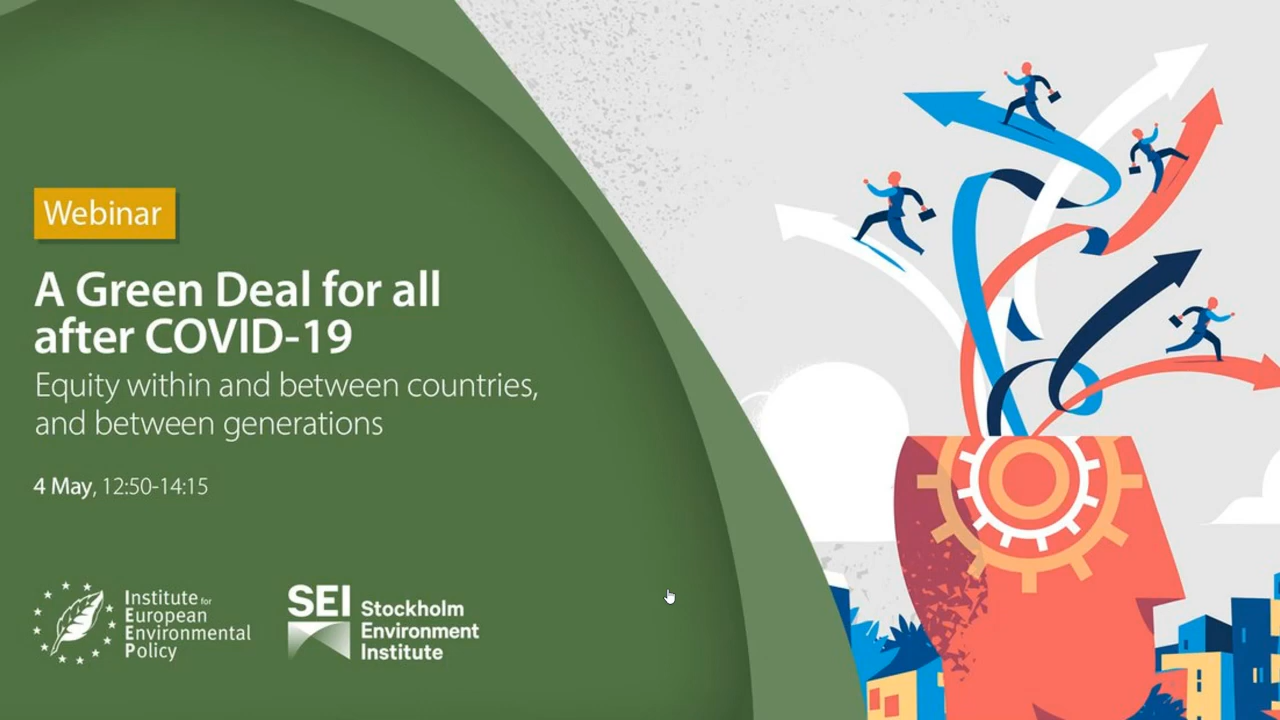 Webinar
A Green Deal for all
after COVID-19
Equity within and between countries,
and between generations
4 May, 12:50-14:15
Institute for
European
Environmental
Policy
SEI
Stockholm
Environment
Institute